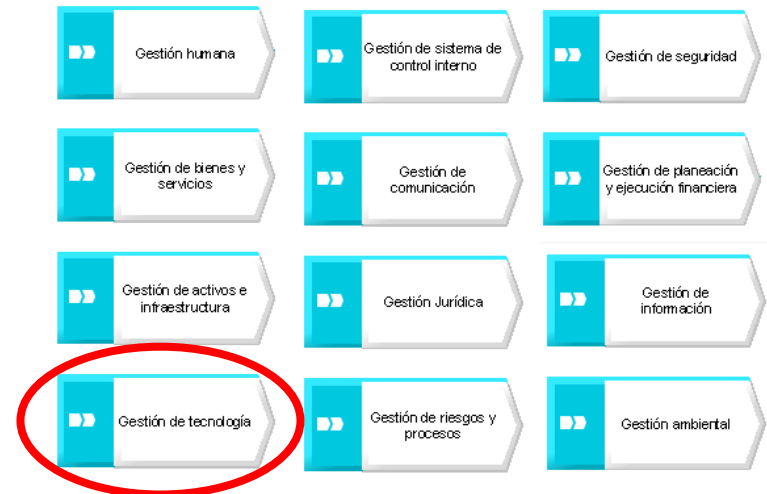 Gestión humana
Gestión de sistema de
control interno
Gestión de seguridad
Gestión de bienes y
servicios
Gestión de
comunicación
Gestión de planeación
y ejecución financiera
Gestión de activos e
infraestructura
Gestión Jurídica
Gestión de
información
Gestión de tecnología
Gestión de riesgos y
procesos
Gestión ambiental